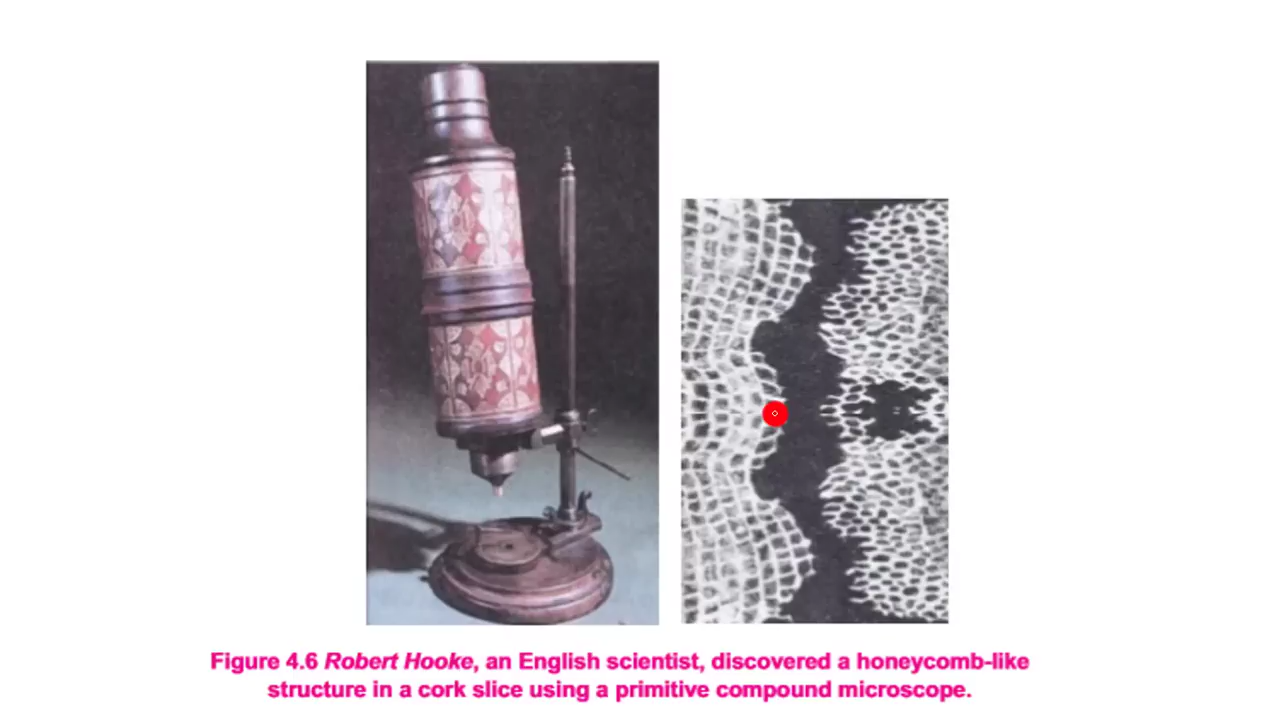 Figure 4.6 Robert Hooke, an English scientist, discovered a honeycomb-like
structure in a cork slice using a primitive compound microscope.